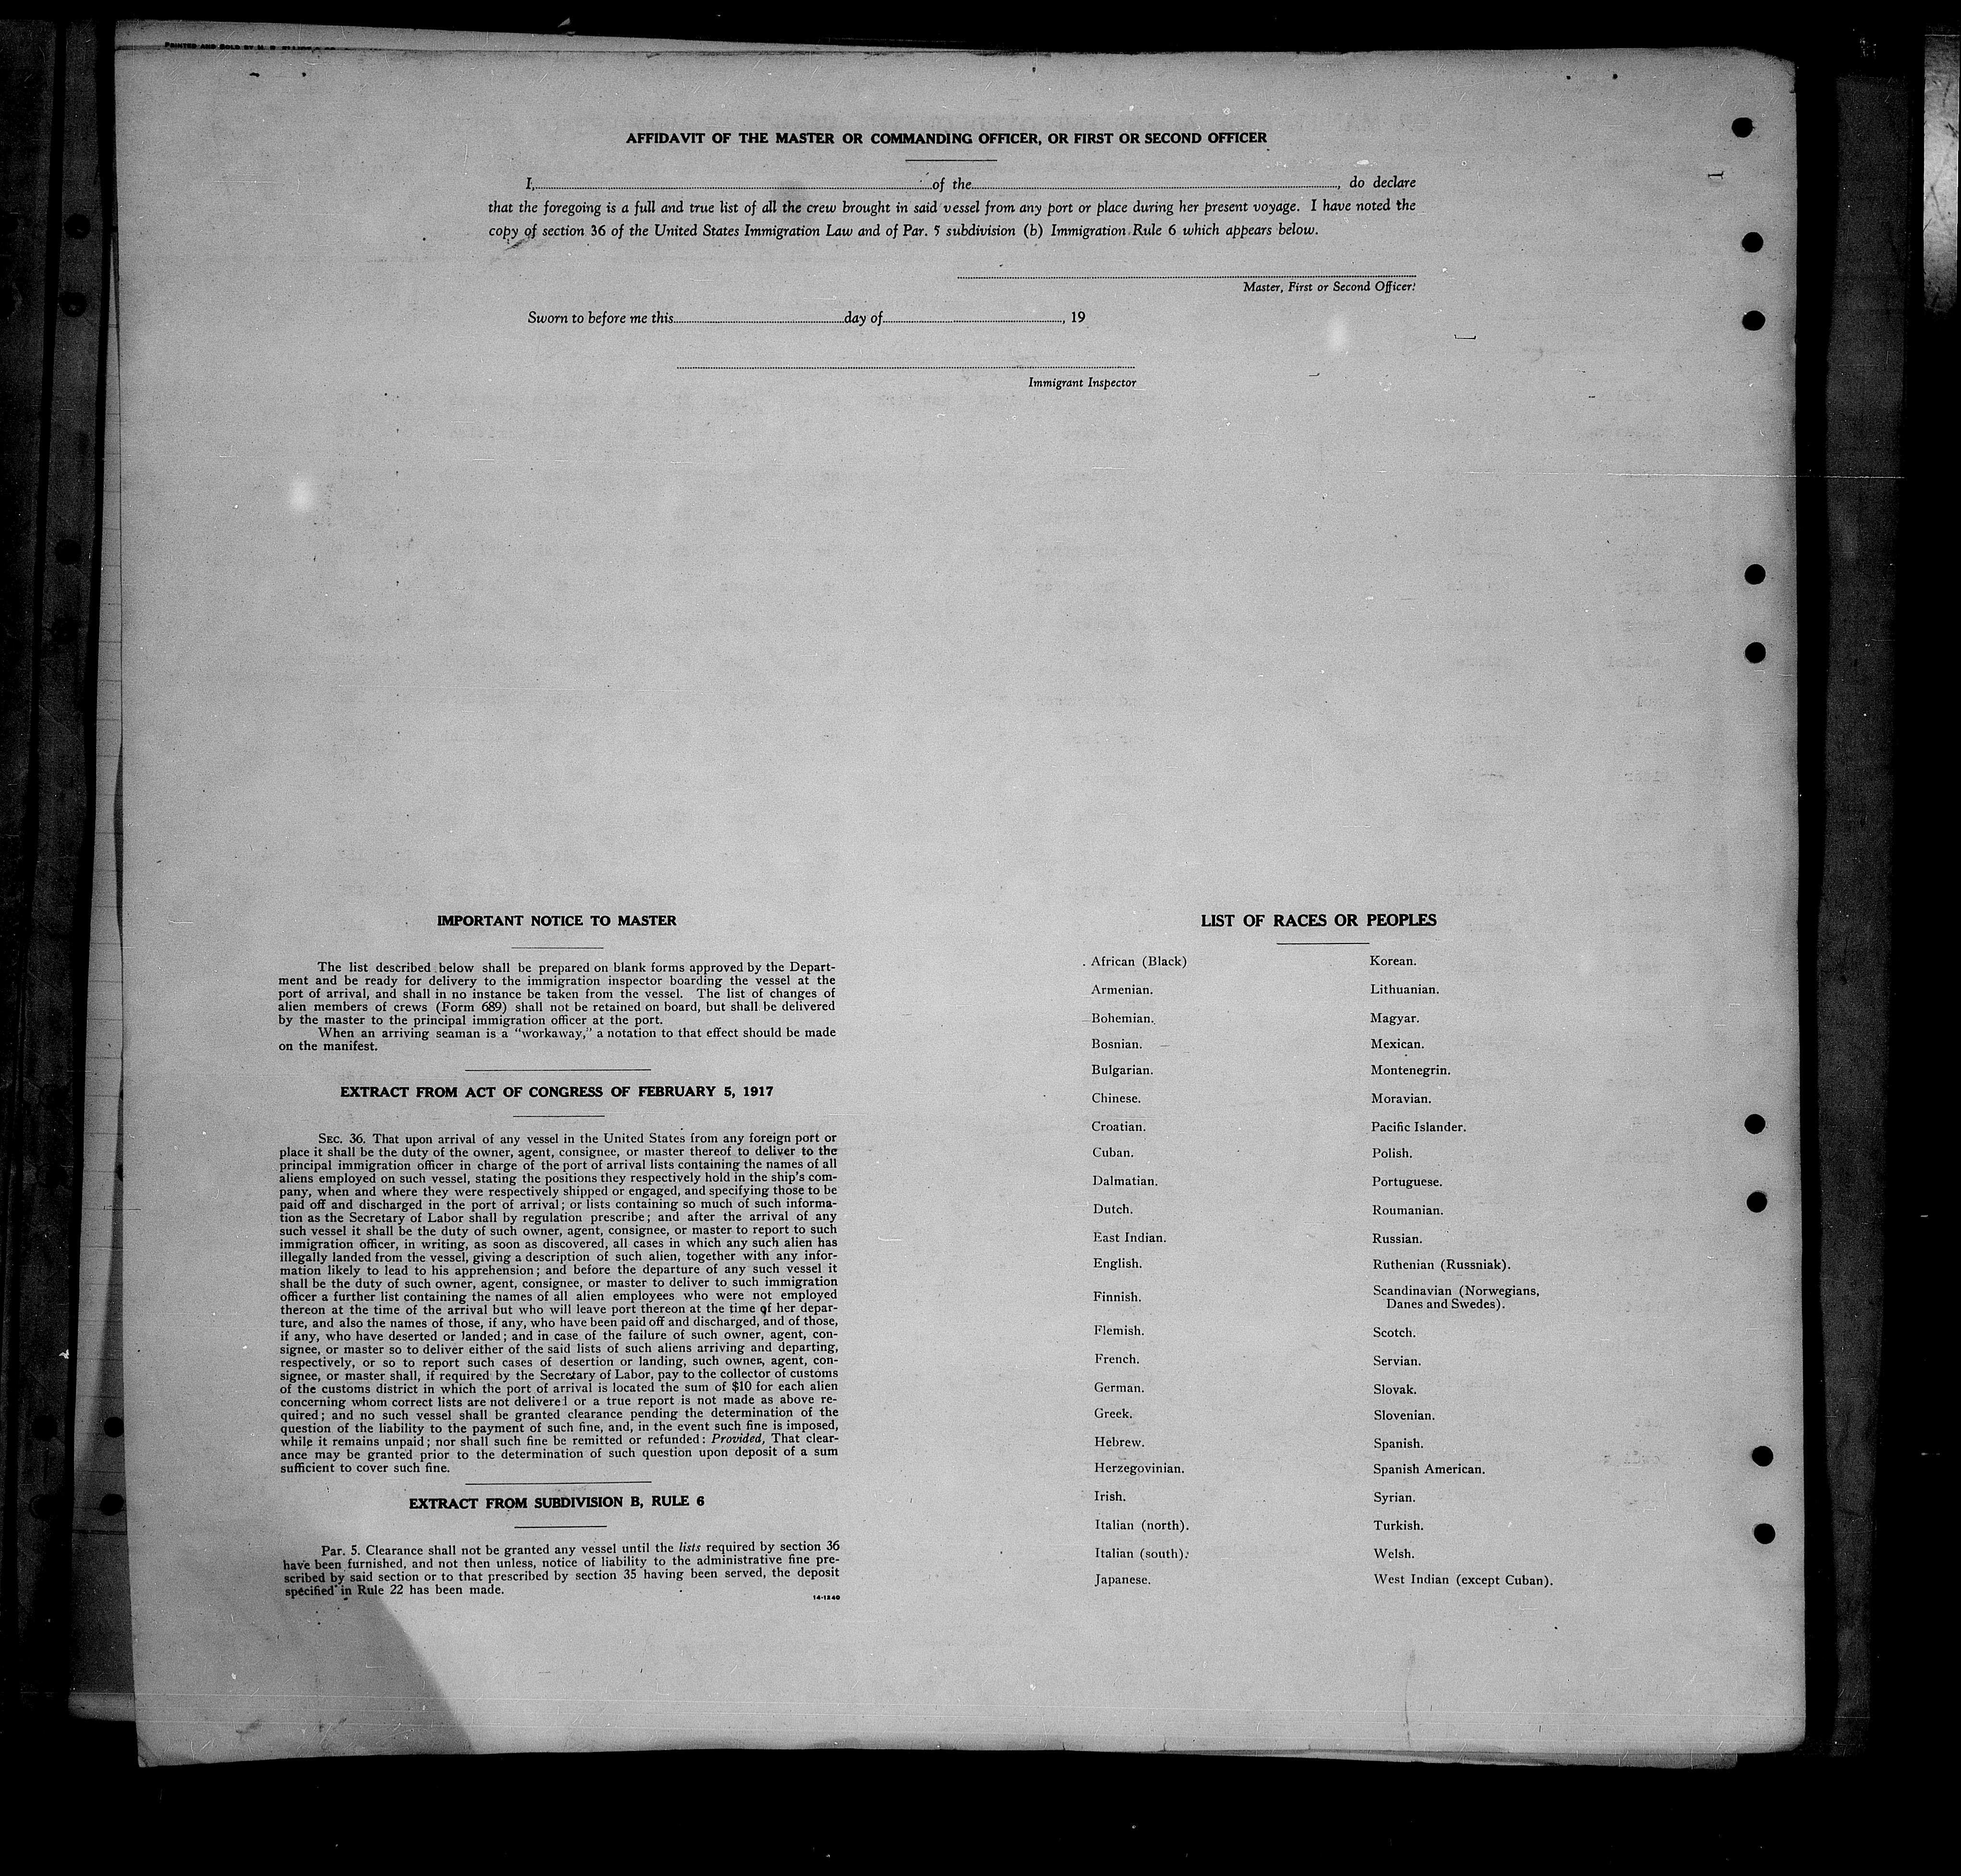 PRINTED AND SOLD BY
AFFIDAVIT OF THE MASTER OR COMMANDING OFFICER, OR FIRST OR SECOND OFFICER
I, of the , do declare
that the foregoing is a full and true list of all the crew brought in said vessel from any port or place during her present voyage. I have noted the
copy of section 36 of the United States Immigration Law and of Par. 5 subdivision (b) Immigration Rule 6 which appears below.
Master, First or Second Officer.
Sworn to before me this day of , 19
Immigrant Inspector
IMPORTANT NOTICE TO MASTER
The list described below shall be prepared on blank forms approved by the Depart-
ment and be ready for delivery to the immigration inspector boarding the vessel at the
port of arrival, and shall in no instance be taken from the vessel. The list of changes of
alien members of crews (Form 689) shall not be retained on board, but shall be delivered
by the master to the principal immigration officer at the port.
When an arriving seaman is a "workaway," a notation to that effect should be made
on the manifest.
EXTRACT FROM ACT OF CONGRESS OF FEBRUARY 5, 1917
SEC. 36. That upon arrival of any vessel in the United States from any foreign port or
place it shall be the duty of the owner, agent, consignee, or master thereof to deliver to the
principal immigration officer in charge of the port of arrival lists containing the names of all
aliens employed on such vessel, stating the positions they respectively hold in the ship's com-
pany, when and where they were respectively shipped or engaged, and specifying those to be
paid off and discharged in the port of arrival; or lists containing so much of such informa-
tion as the Secretary of Labor shall by regulation prescribe; and after the arrival of any
such vessel it shall be the duty of such owner, agent, consignee, or master to report to such
immigration officer, in writing, as soon as discovered, all cases in which any such alien has
illegally landed from the vessel, giving a description of such alien, together with any infor-
mation likely to lead to his apprehension; and before the departure of any such vessel it
shall be the duty of such owner, agent, consignee, or master to deliver to such immigration
officer a further list containing the names of all alien employees who were not employed
thereon at the time of the arrival but who will leave port thereon at the time of her depar-
ture, and also the names of those, if any, who have been paid off and discharged, and of those,
if any, who have deserted or landed; and in case of the failure of such owner, agent, con-
signee, or master so to deliver either of the said lists of such aliens arriving and departing,
respectively, or so to report such cases of desertion or landing, such owner, agent, con-
signee, or master shall, if required by the Secretary of Labor, pay to the collector of customs
of the customs district in which the port of arrival is located the sum of $10 for each alien
concerning whom correct lists are not delivered or a true report is not made as above re-
quired; and no such vessel shall be granted clearance pending the determination of the
question of the liability to the payment of such fine, and, in the event such fine is imposed,
while it remains unpaid; nor shall such fine be remitted or refunded: Provided, That clear-
ance may be granted prior to the determination of such question upon deposit of a sum
sufficient to cover such fine.
EXTRACT FROM SUBDIVISION B, RULE 6
Par. 5. Clearance shall not be granted any vessel until the lists required by section 36
have been furnished, and not then unless, notice of liability to the administrative fine pre-
scribed by said section or to that prescribed by section 35 having been served, the deposit
specified in Rule 22 has been made.
14-1240
LIST OF RACES OR PEOPLES
African (Black)
Armenian.
Bohemian.
Bosnian.
Bulgarian.
Chinese.
Croatian.
Cuban.
Dalmatian.
Dutch.
East Indian.
English.
Finnish.
Flemish.
French.
German.
Greek.
Hebrew.
Herzegovinian.
Irish.
Italian (north).
Italian (south).
Japanese.
Korean.
Lithuanian.
Magyar.
Mexican.
Montenegrin.
Moravian.
Pacific Islander.
Polish.
Portuguese.
Roumanian.
Russian.
Ruthenian (Russniak).
Scandinavian (Norwegians,
Danes and Swedes).
Scotch.
Servian.
Slovak.
Slovenian.
Spanish.
Spanish American.
Syrian.
Turkish.
Welsh.
West Indian (except Cuban).